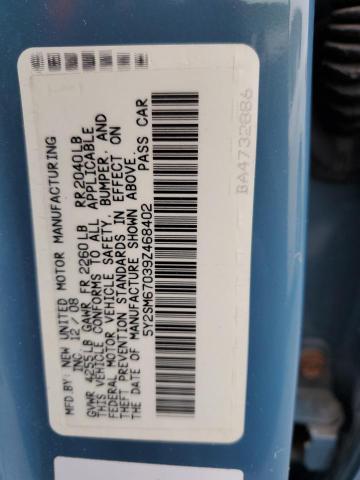 MFD.BY NEW UNITED MOTOR MANUFACTURING
INC 12/08
GVWR 4255LB GAWR FR 2260LB RR2040LB
THIS VEHICLE CONFORMS TO ALL APPLICABLE
FEDERAL MOTOR VEHICLE SAFETY, BUMPER, AND
THEFT PREVENTION STANDARDS IN EFFECT ON
THE DATE OF MANUFACTURE SHOWN ABOVE.
5Y2SM67039Z468402 PASS CAR
BA4732886